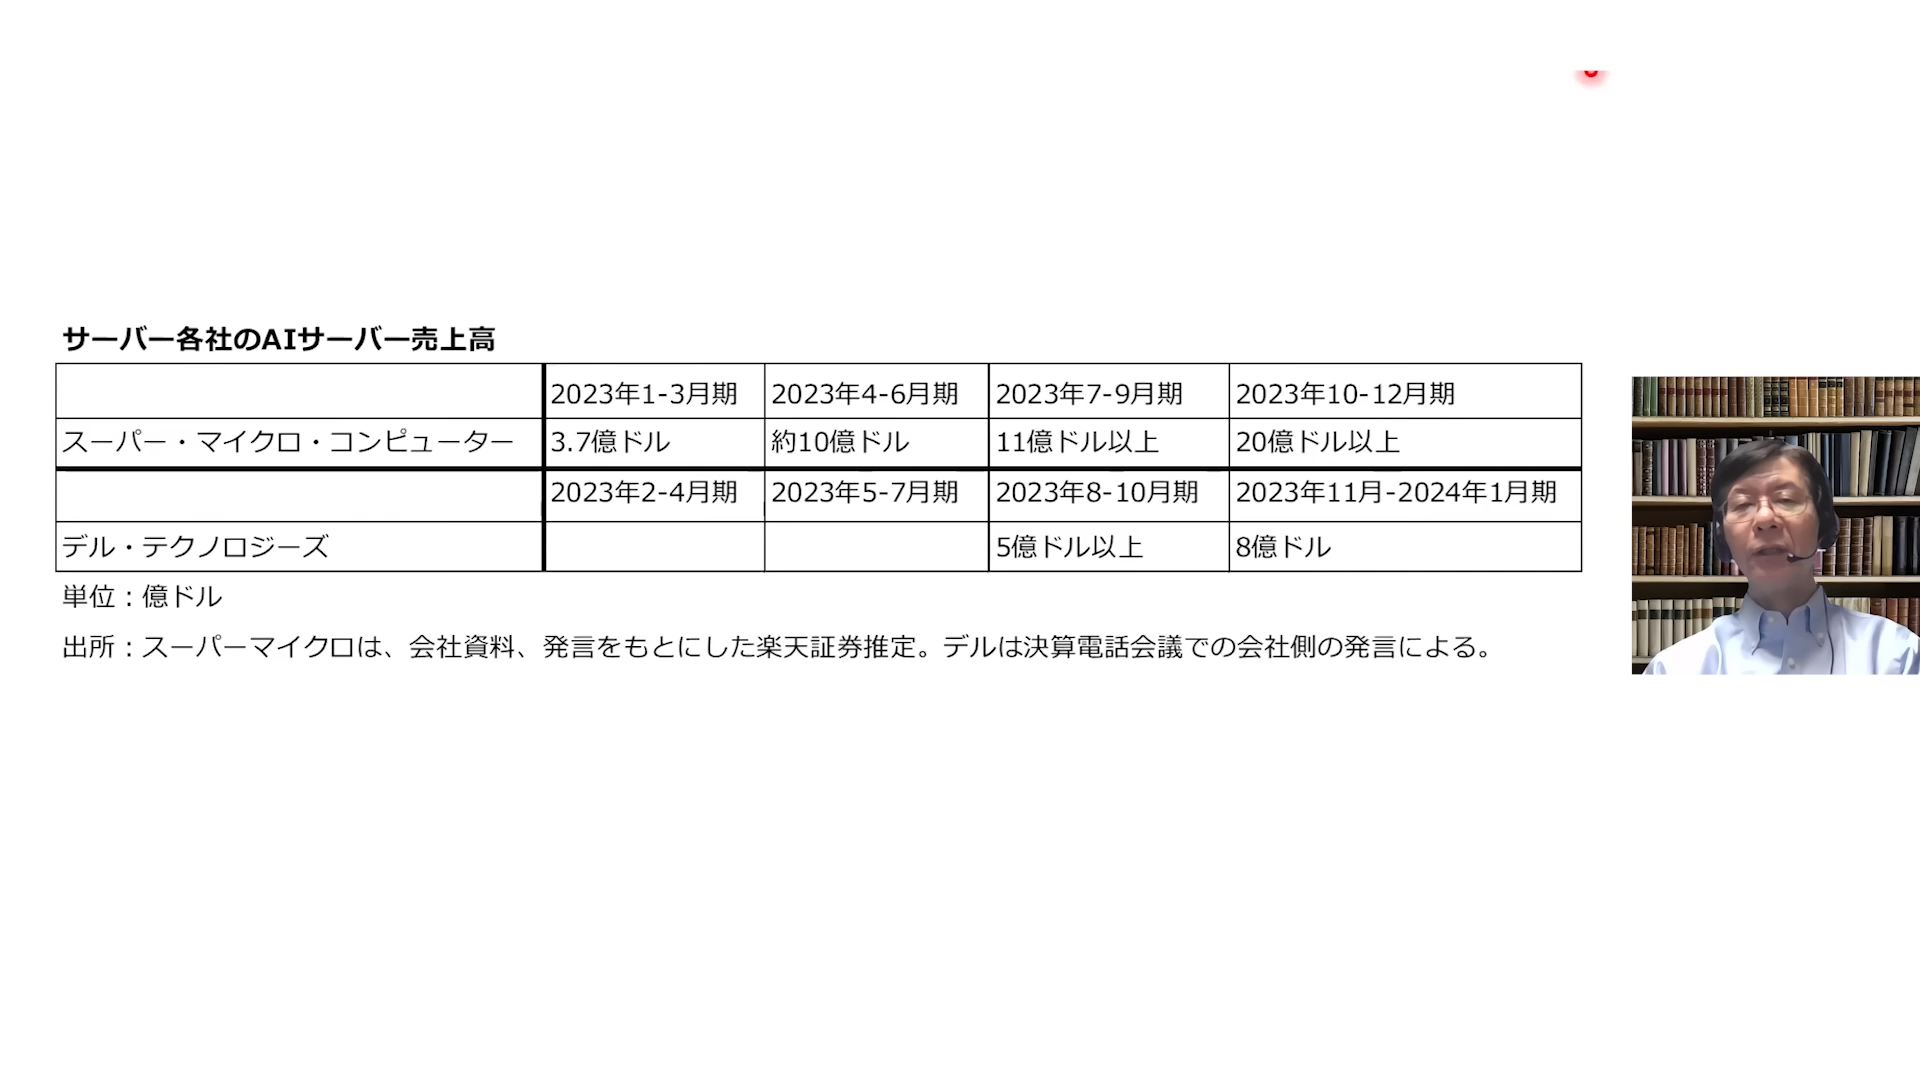 サーバー各社のAIサーバー売上高
2023年1-3月期 2023年4-6月期 2023年7-9月期 2023年10-12月期
スーパー・マイクロ・コンピューター 3.7億ドル 約10億ドル 11億ドル以上 20億ドル以上
2023年2-4月期 2023年5-7月期 2023年8-10月期 2023年11月-2024年1月期
デル・テクノロジーズ 5億ドル以上 8億ドル
単位：億ドル
出所：スーパーマイクロは、会社資料、発言をもとにした楽天証券推定。デルは決算電話会議での会社側の発言による。